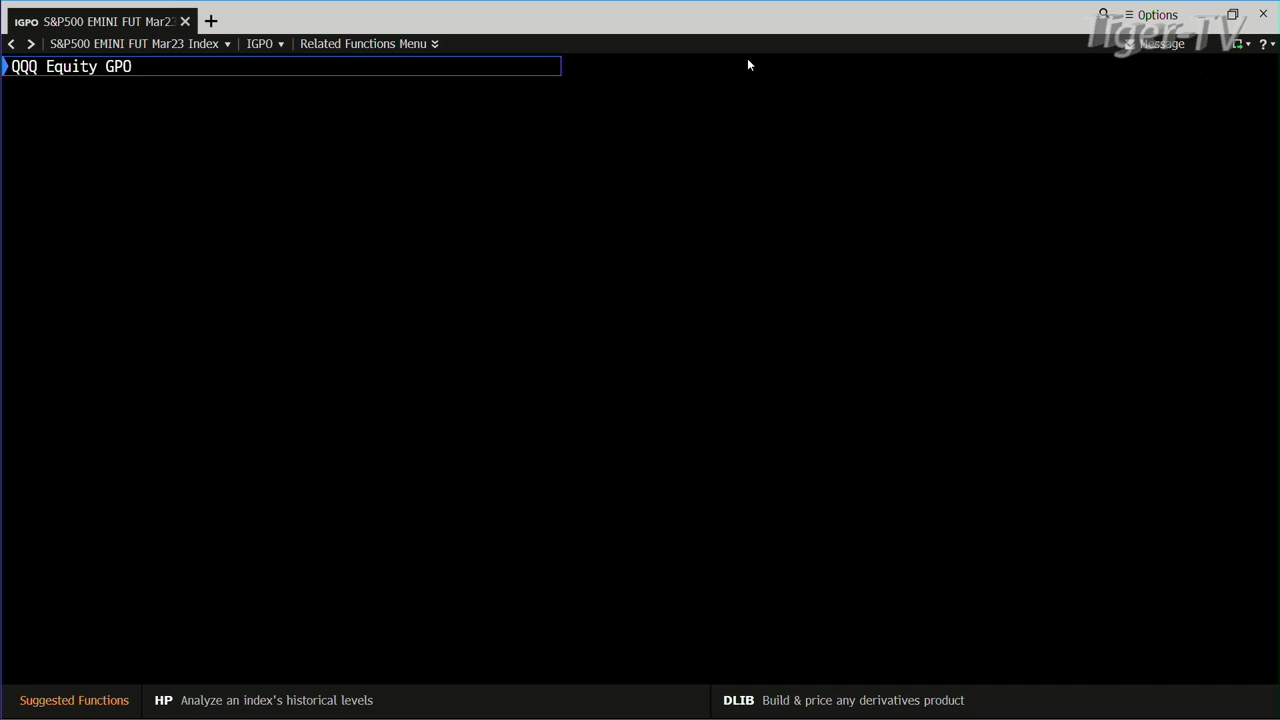 IGPO S&P500 EMINI FUT Mar23
Options
S&P500 EMINI FUT Mar23 Index
IGPO
Related Functions Menu
Message
?
Tiger-TV
QQQ Equity GPO
Suggested Functions
HP Analyze an index's historical levels
DLIB Build & price any derivatives product